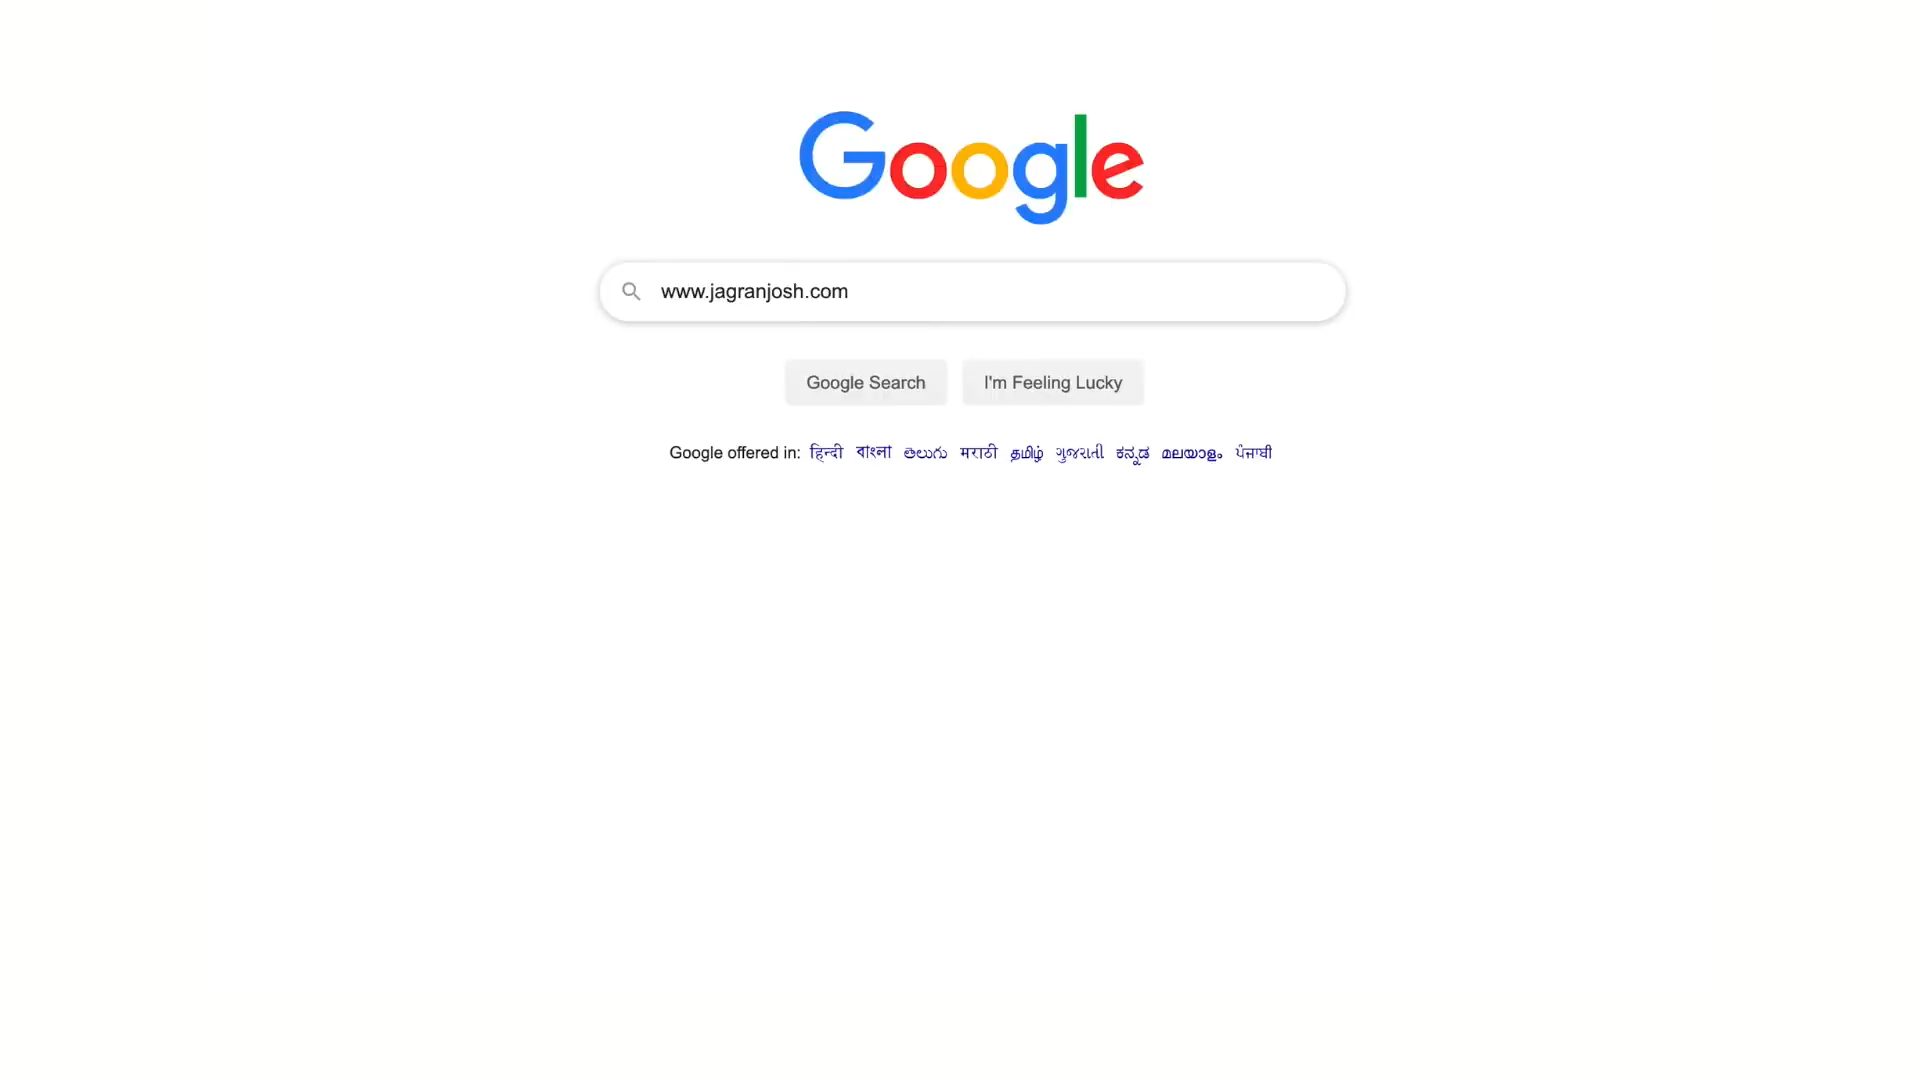 Google
www.jagranjosh.com
Google Search I'm Feeling Lucky
Google offered in: हिन्दी বাংলা తెలుగు मराठी தமிழ் ગુજરાતી ಕನ್ನಡ മലയാളം ਪੰਜਾਬੀ